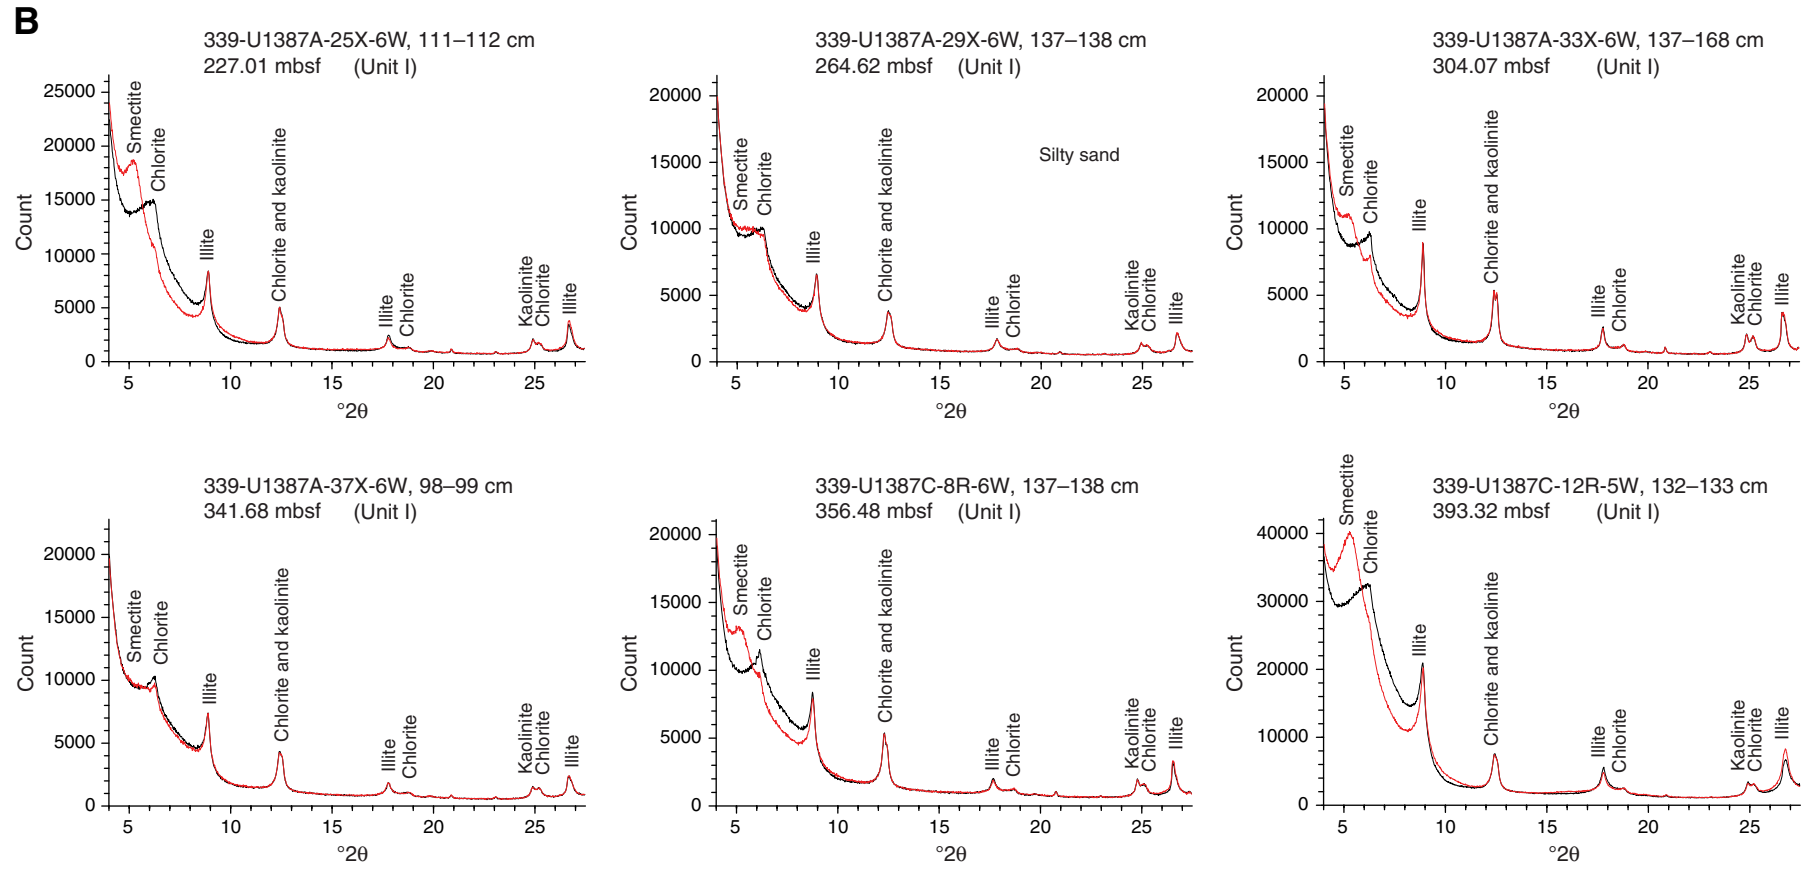 B
339-U1387A-25X-6W, 111–112 cm
227.01 mbsf (Unit I)
25000
20000
15000
10000
5000
0
Count
Smectite
Chlorite
Illite
Chlorite and kaolinite
Illite
Chlorite
Kaolinite
Chlorite
Illite
5 10 15 20 25
°2θ
339-U1387A-29X-6W, 137–138 cm
264.62 mbsf (Unit I)
20000
15000
10000
5000
0
Count
Smectite
Chlorite
Illite
Chlorite and kaolinite
Silty sand
Illite
Chlorite
Kaolinite
Chlorite
Illite
5 10 15 20 25
°2θ
339-U1387A-33X-6W, 137–168 cm
304.07 mbsf (Unit I)
20000
15000
10000
5000
0
Count
Smectite
Chlorite
Illite
Chlorite and kaolinite
Illite
Chlorite
Kaolinite
Chlorite
Illite
5 10 15 20 25
°2θ
339-U1387A-37X-6W, 98–99 cm
341.68 mbsf (Unit I)
20000
15000
10000
5000
0
Count
Smectite
Chlorite
Illite
Chlorite and kaolinite
Illite
Chlorite
Kaolinite
Chlorite
Illite
5 10 15 20 25
°2θ
339-U1387C-8R-6W, 137–138 cm
356.48 mbsf (Unit I)
20000
15000
10000
5000
0
Count
Smectite
Chlorite
Illite
Chlorite and kaolinite
Illite
Chlorite
Kaolinite
Chlorite
Illite
5 10 15 20 25
°2θ
339-U1387C-12R-5W, 132–133 cm
393.32 mbsf (Unit I)
40000
30000
20000
10000
0
Count
Smectite
Chlorite
Illite
Chlorite and kaolinite
Illite
Chlorite
Kaolinite
Chlorite
Illite
5 10 15 20 25
°2θ